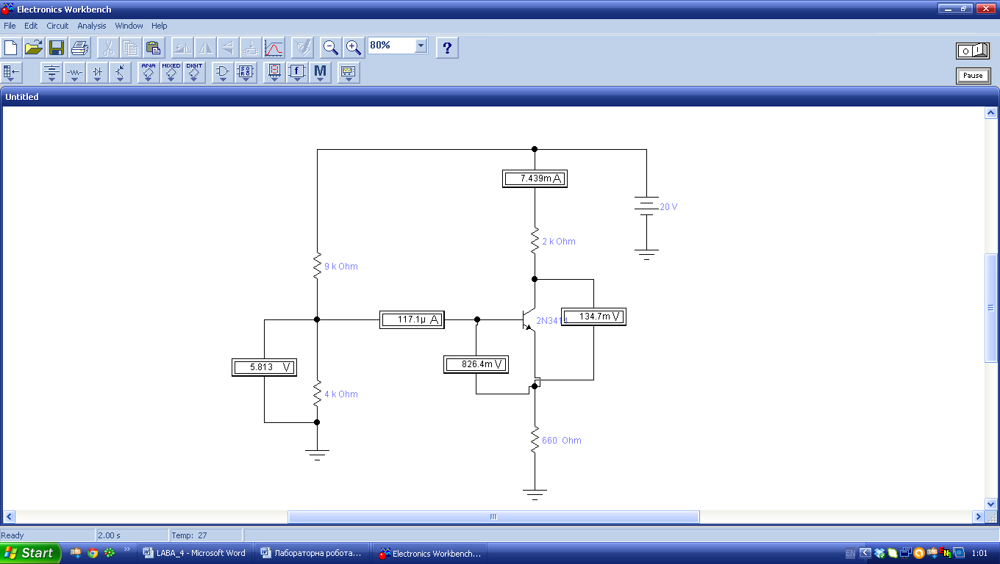 Electronics Workbench
File Edit Circuit Analysis Window Help
80%
?
O I
ANA MIXED DIGIT
f M
Pause
Untitled
7.439m A
20 V
2 k Ohm
9 k Ohm
117.1µ A
2N3414
134.7m V
5.813 V
826.4m V
4 k Ohm
660 Ohm
Ready 2.00 s Temp: 27
Start LABA_4 - Microsoft Word Лабораторна робота... Electronics Workbenc... EN 1:01